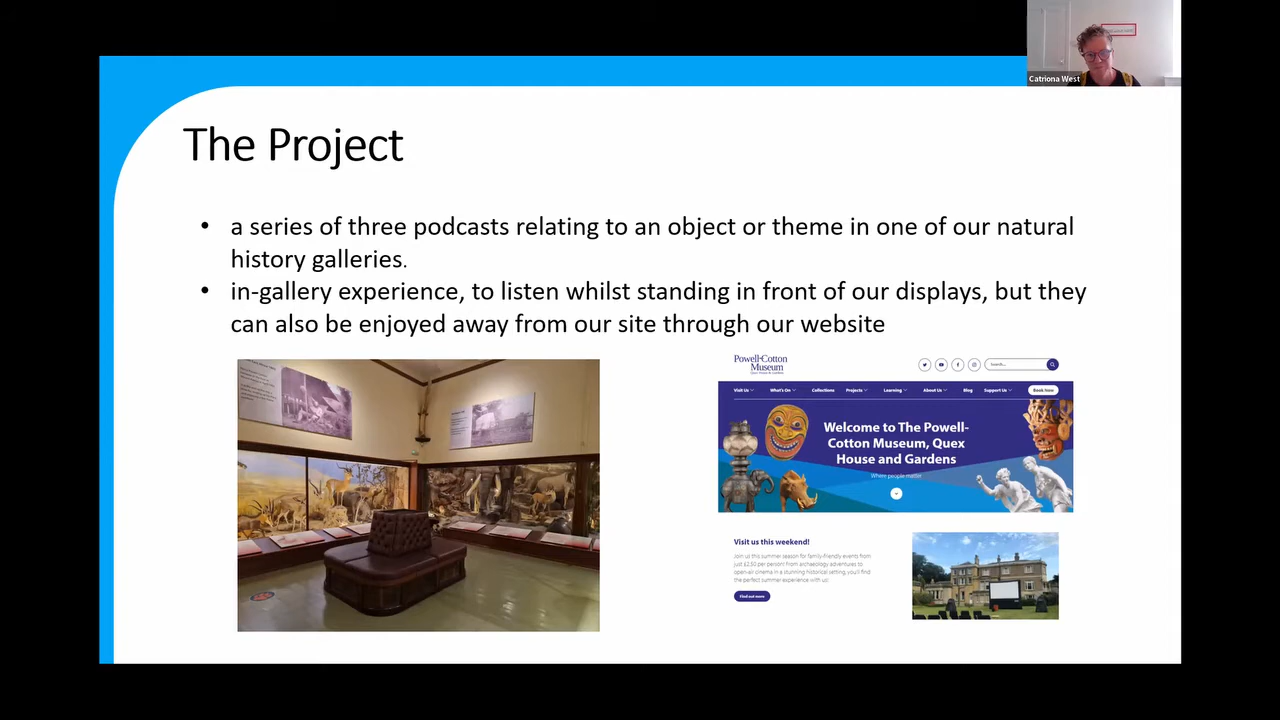 Catriona West
The Project
• a series of three podcasts relating to an object or theme in one of our natural
history galleries.
• in-gallery experience, to listen whilst standing in front of our displays, but they
can also be enjoyed away from our site through our website
Powell-Cotton
Museum
Quex House & Gardens
Search...
Visit Us
What's On
Collections
Projects
Learning
About Us
Blog
Support Us
Book Now
Welcome to The Powell-
Cotton Museum, Quex
House and Gardens
Where people matter
Visit us this weekend!
Join us this summer season for family-friendly events from
just £2.50 per person! From archaeology adventures to
open-air cinema in a stunning historical setting, you'll find
the perfect summer experience with us!
Find out more